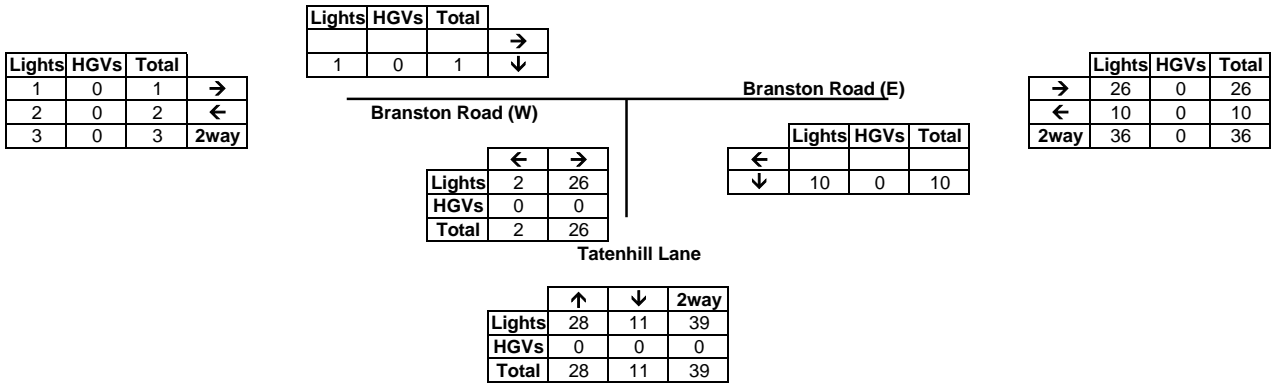 Lights HGVs Total
→
1 0 1 ↓
Lights HGVs Total
1 0 1 →
2 0 2 ←
3 0 3 2way
Lights HGVs Total
→ 26 0 26
← 10 0 10
2way 36 0 36
Branston Road (E)
Branston Road (W)
Lights HGVs Total
←
↓ 10 0 10
← →
Lights 2 26
HGVs 0 0
Total 2 26
Tatenhill Lane
↑ ↓ 2way
Lights 28 11 39
HGVs 0 0 0
Total 28 11 39